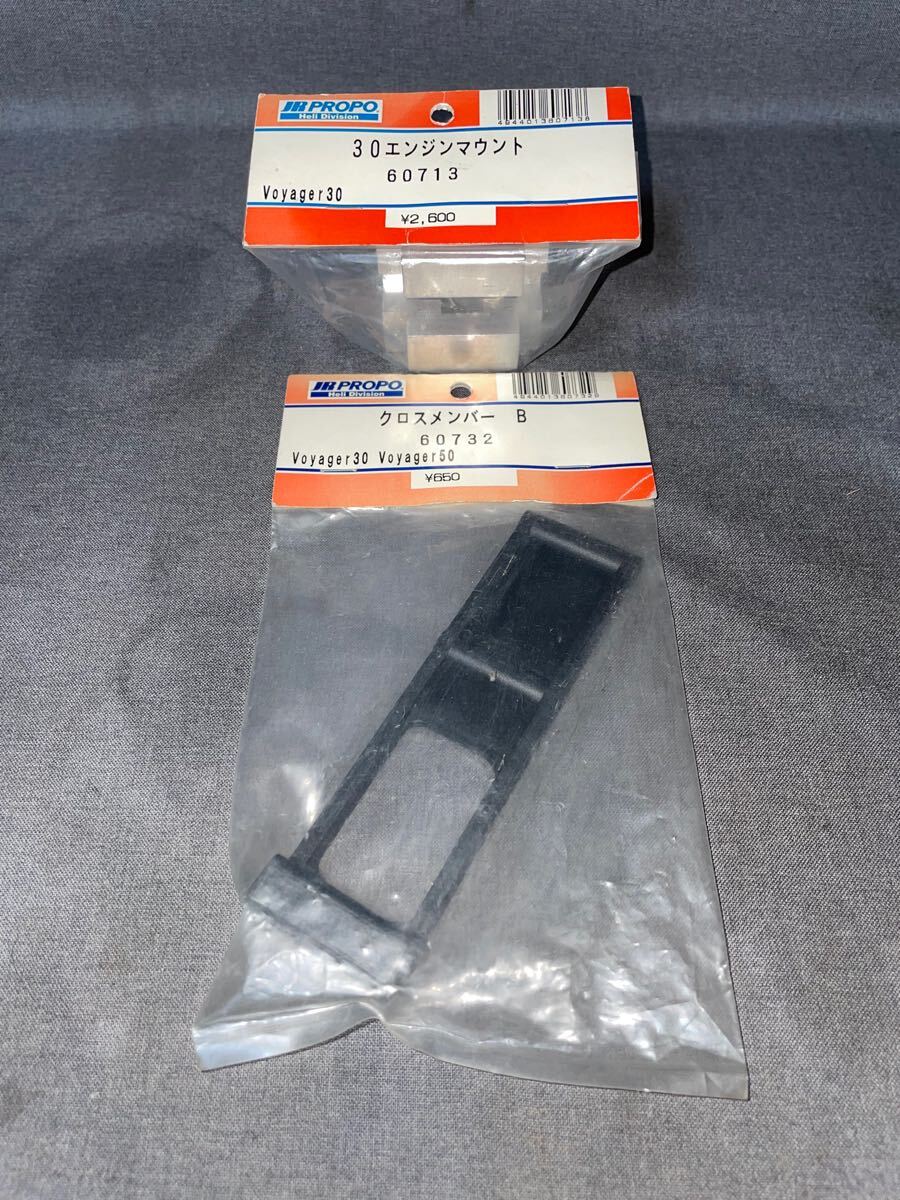 JR PROPO
Heli Division
4944013807138
30エンジンマウント
60713
Voyager30
¥2,600
JR PROPO
Heli Division
クロスメンバー B
60732
Voyager30 Voyager50
¥650